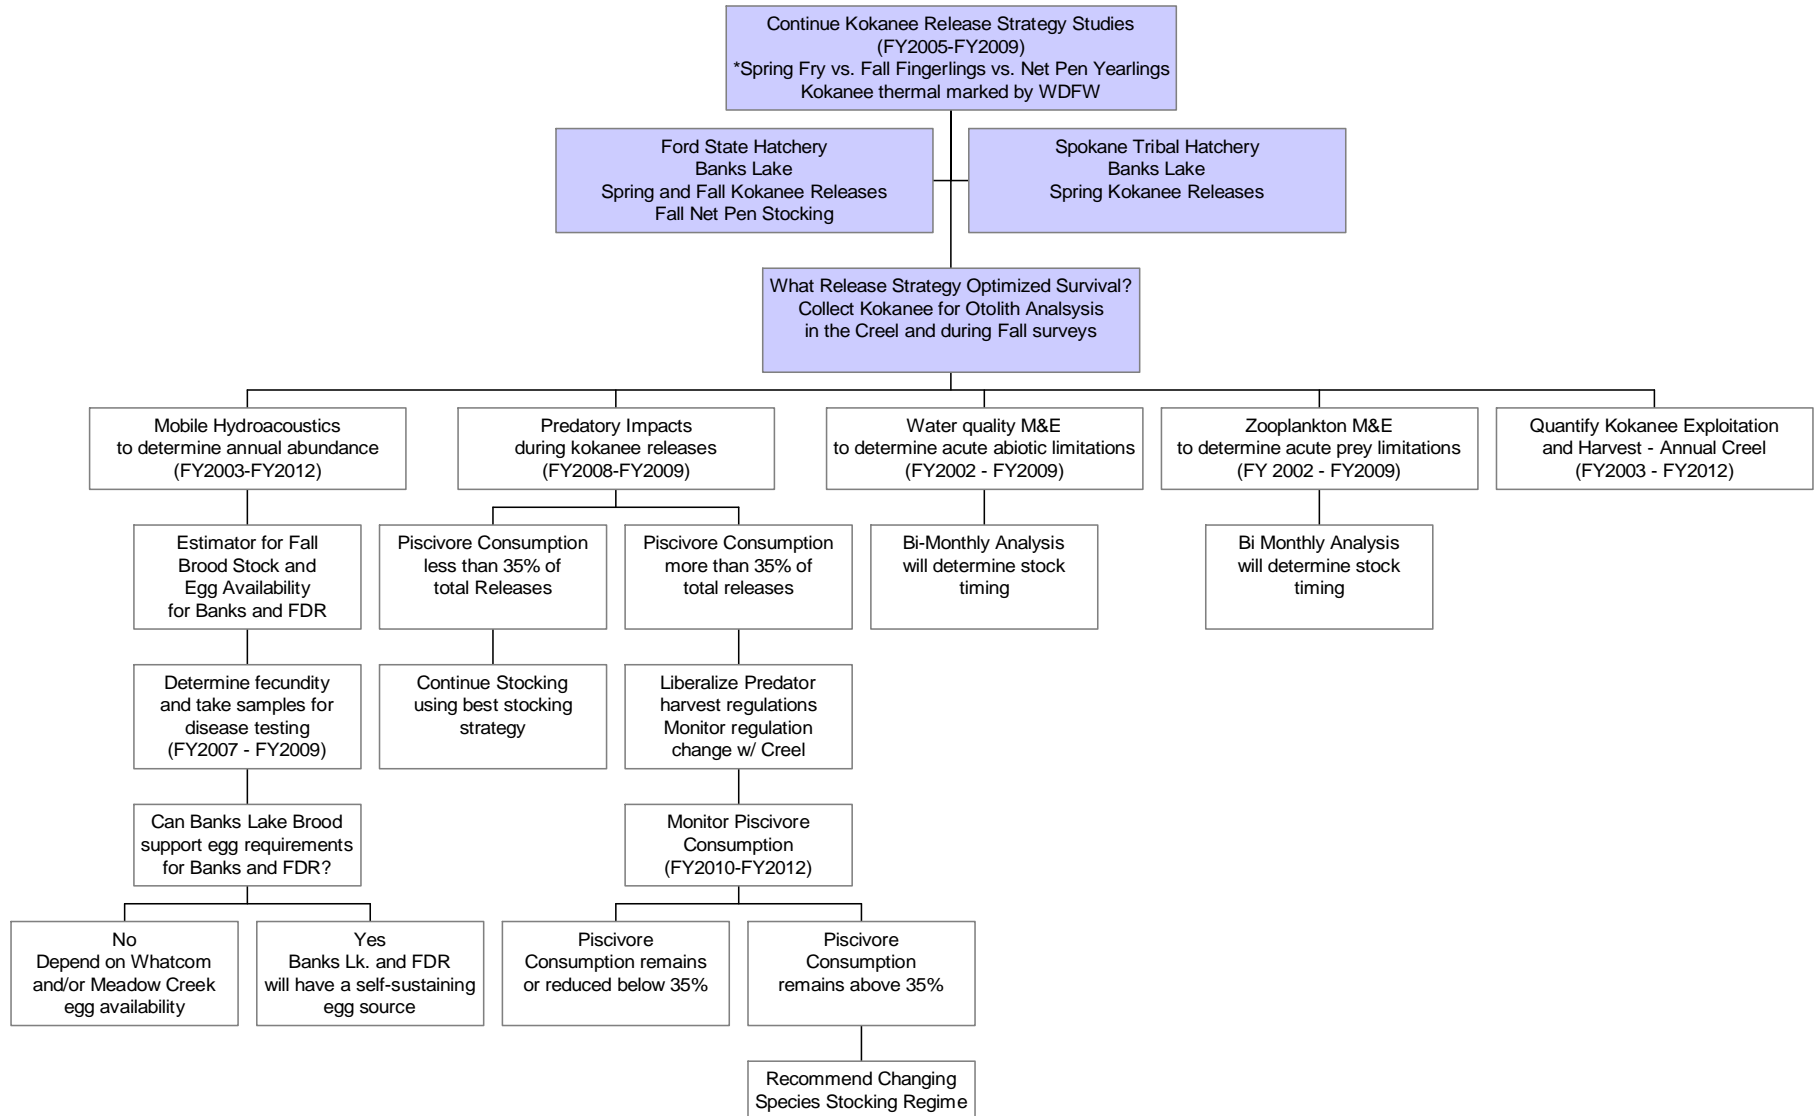 Continue Kokanee Release Strategy Studies
(FY2005-FY2009)
*Spring Fry vs. Fall Fingerlings vs. Net Pen Yearlings
Kokanee thermal marked by WDFW
Ford State Hatchery
Banks Lake
Spring and Fall Kokanee Releases
Fall Net Pen Stocking
Spokane Tribal Hatchery
Banks Lake
Spring Kokanee Releases
What Release Strategy Optimized Survival?
Collect Kokanee for Otolith Analsysis
in the Creel and during Fall surveys
Mobile Hydroacoustics
to determine annual abundance
(FY2003-FY2012)
Predatory Impacts
during kokanee releases
(FY2008-FY2009)
Water quality M&E
to determine acute abiotic limitations
(FY2002 - FY2009)
Zooplankton M&E
to determine acute prey limitations
(FY 2002 - FY2009)
Quantify Kokanee Exploitation
and Harvest - Annual Creel
(FY2003 - FY2012)
Estimator for Fall
Brood Stock and
Egg Availability
for Banks and FDR
Piscivore Consumption
less than 35% of
total Releases
Piscivore Consumption
more than 35% of
total releases
Bi-Monthly Analysis
will determine stock
timing
Bi Monthly Analysis
will determine stock
timing
Determine fecundity
and take samples for
disease testing
(FY2007 - FY2009)
Continue Stocking
using best stocking
strategy
Liberalize Predator
harvest regulations
Monitor regulation
change w/ Creel
Can Banks Lake Brood
support egg requirements
for Banks and FDR?
Monitor Piscivore
Consumption
(FY2010-FY2012)
No
Depend on Whatcom
and/or Meadow Creek
egg availability
Yes
Banks Lk. and FDR
will have a self-sustaining
egg source
Piscivore
Consumption remains
or reduced below 35%
Piscivore
Consumption
remains above 35%
Recommend Changing
Species Stocking Regime